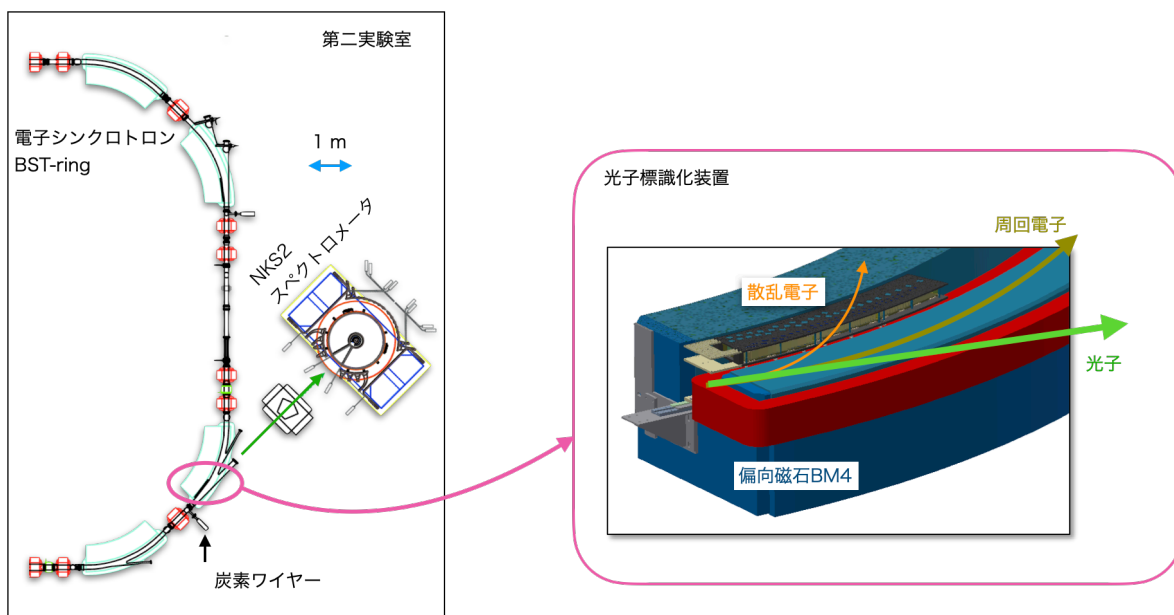 第二実験室
電子シンクロトロン
BST-ring
1 m
NKS2
スペクトロメータ
炭素ワイヤー
光子標識化装置
周回電子
散乱電子
光子
偏向磁石BM4